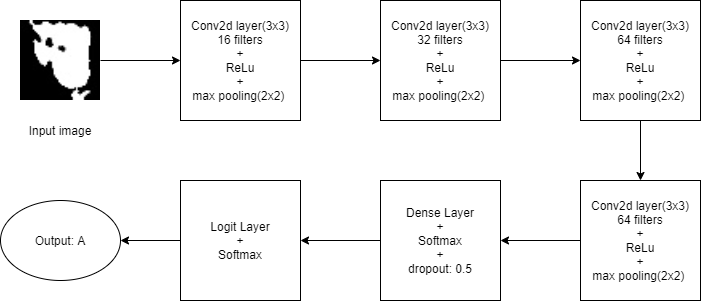 Input image
Conv2d layer(3x3)
16 filters
+
ReLu
+
max pooling(2x2)
Conv2d layer(3x3)
32 filters
+
ReLu
+
max pooling(2x2)
Conv2d layer(3x3)
64 filters
+
ReLu
+
max pooling(2x2)
Conv2d layer(3x3)
64 filters
+
ReLu
+
max pooling(2x2)
Dense Layer
+
Softmax
+
dropout: 0.5
Logit Layer
+
Softmax
Output: A